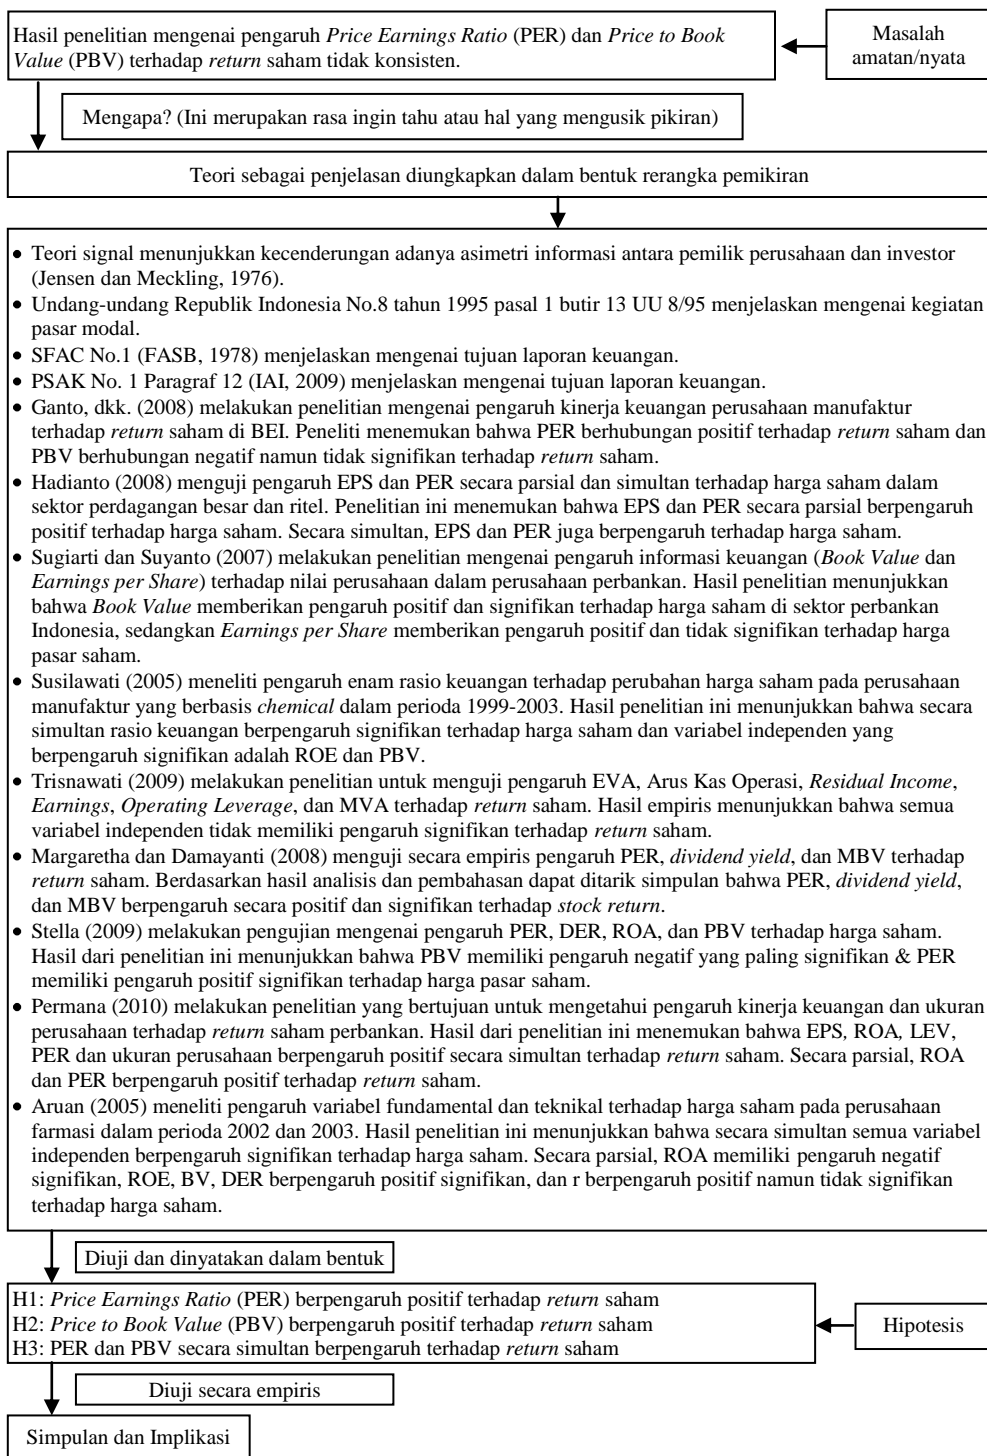 Hasil penelitian mengenai pengaruh Price Earnings Ratio (PER) dan Price to Book
Value (PBV) terhadap return saham tidak konsisten.
Masalah
amatan/nyata
Mengapa? (Ini merupakan rasa ingin tahu atau hal yang mengusik pikiran)
Teori sebagai penjelasan diungkapkan dalam bentuk rerangka pemikiran
• Teori signal menunjukkan kecenderungan adanya asimetri informasi antara pemilik perusahaan dan investor
(Jensen dan Meckling, 1976).
• Undang-undang Republik Indonesia No.8 tahun 1995 pasal 1 butir 13 UU 8/95 menjelaskan mengenai kegiatan
pasar modal.
• SFAC No.1 (FASB, 1978) menjelaskan mengenai tujuan laporan keuangan.
• PSAK No. 1 Paragraf 12 (IAI, 2009) menjelaskan mengenai tujuan laporan keuangan.
• Ganto, dkk. (2008) melakukan penelitian mengenai pengaruh kinerja keuangan perusahaan manufaktur
terhadap return saham di BEI. Peneliti menemukan bahwa PER berhubungan positif terhadap return saham dan
PBV berhubungan negatif namun tidak signifikan terhadap return saham.
• Hadianto (2008) menguji pengaruh EPS dan PER secara parsial dan simultan terhadap harga saham dalam
sektor perdagangan besar dan ritel. Penelitian ini menemukan bahwa EPS dan PER secara parsial berpengaruh
positif terhadap harga saham. Secara simultan, EPS dan PER juga berpengaruh terhadap harga saham.
• Sugiarti dan Suyanto (2007) melakukan penelitian mengenai pengaruh informasi keuangan (Book Value dan
Earnings per Share) terhadap nilai perusahaan dalam perusahaan perbankan. Hasil penelitian menunjukkan
bahwa Book Value memberikan pengaruh positif dan signifikan terhadap harga saham di sektor perbankan
Indonesia, sedangkan Earnings per Share memberikan pengaruh positif dan tidak signifikan terhadap harga
pasar saham.
• Susilawati (2005) meneliti pengaruh enam rasio keuangan terhadap perubahan harga saham pada perusahaan
manufaktur yang berbasis chemical dalam perioda 1999-2003. Hasil penelitian ini menunjukkan bahwa secara
simultan rasio keuangan berpengaruh signifikan terhadap harga saham dan variabel independen yang
berpengaruh signifikan adalah ROE dan PBV.
• Trisnawati (2009) melakukan penelitian untuk menguji pengaruh EVA, Arus Kas Operasi, Residual Income,
Earnings, Operating Leverage, dan MVA terhadap return saham. Hasil empiris menunjukkan bahwa semua
variabel independen tidak memiliki pengaruh signifikan terhadap return saham.
• Margaretha dan Damayanti (2008) menguji secara empiris pengaruh PER, dividend yield, dan MBV terhadap
return saham. Berdasarkan hasil analisis dan pembahasan dapat ditarik simpulan bahwa PER, dividend yield,
dan MBV berpengaruh secara positif dan signifikan terhadap stock return.
• Stella (2009) melakukan pengujian mengenai pengaruh PER, DER, ROA, dan PBV terhadap harga saham.
Hasil dari penelitian ini menunjukkan bahwa PBV memiliki pengaruh negatif yang paling signifikan & PER
memiliki pengaruh positif signifikan terhadap harga pasar saham.
• Permana (2010) melakukan penelitian yang bertujuan untuk mengetahui pengaruh kinerja keuangan dan ukuran
perusahaan terhadap return saham perbankan. Hasil dari penelitian ini menemukan bahwa EPS, ROA, LEV,
PER dan ukuran perusahaan berpengaruh positif secara simultan terhadap return saham. Secara parsial, ROA
dan PER berpengaruh positif terhadap return saham.
• Aruan (2005) meneliti pengaruh variabel fundamental dan teknikal terhadap harga saham pada perusahaan
farmasi dalam perioda 2002 dan 2003. Hasil penelitian ini menunjukkan bahwa secara simultan semua variabel
independen berpengaruh signifikan terhadap harga saham. Secara parsial, ROA memiliki pengaruh negatif
signifikan, ROE, BV, DER berpengaruh positif signifikan, dan r berpengaruh positif namun tidak signifikan
terhadap harga saham.
Diuji dan dinyatakan dalam bentuk
H1: Price Earnings Ratio (PER) berpengaruh positif terhadap return saham
H2: Price to Book Value (PBV) berpengaruh positif terhadap return saham
H3: PER dan PBV secara simultan berpengaruh terhadap return saham
Hipotesis
Diuji secara empiris
Simpulan dan Implikasi